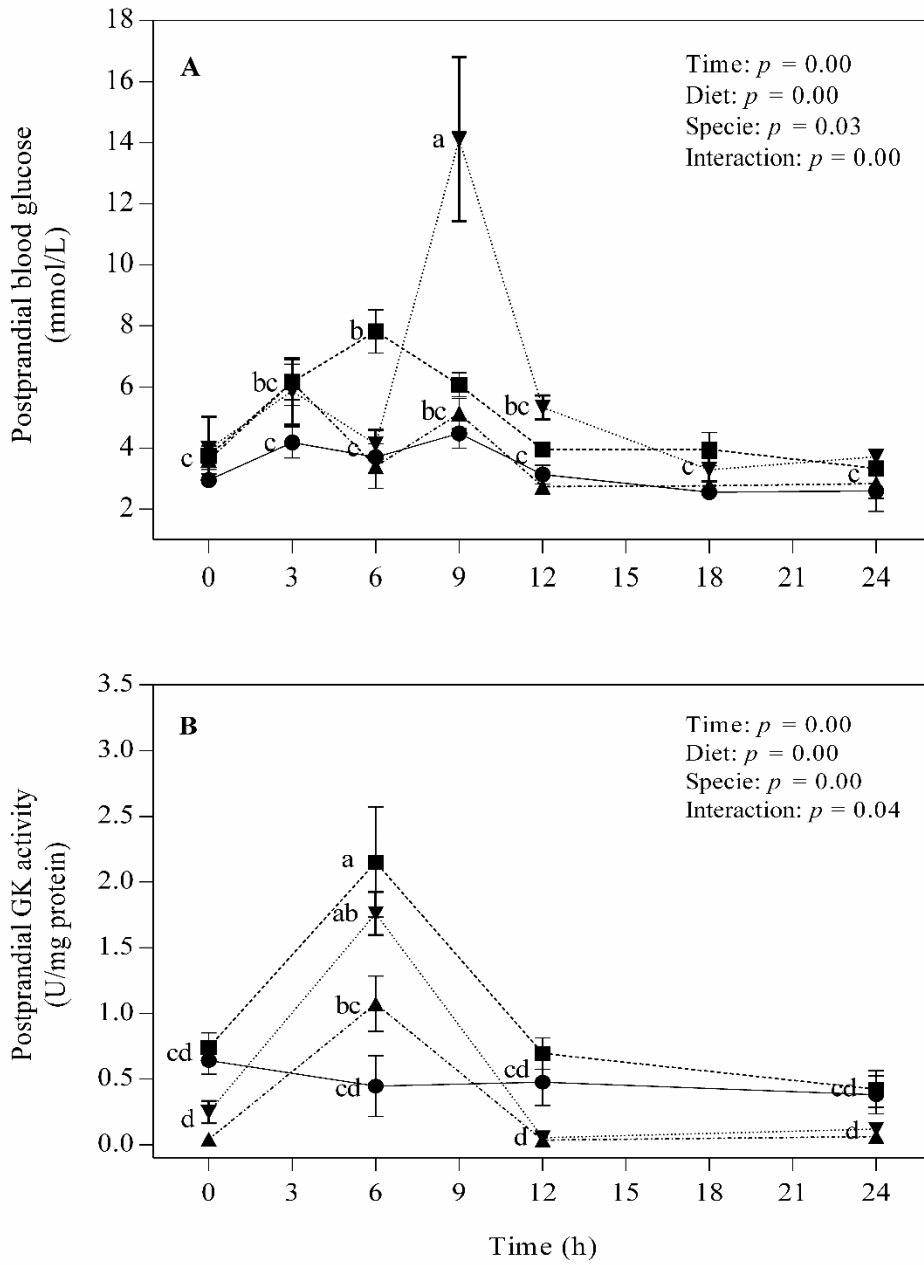 18
16
14
12
10
8
6
4
2
Postprandial blood glucose
(mmol/L)
A
Time: p = 0.00
Diet: p = 0.00
Specie: p = 0.03
Interaction: p = 0.00
a
b
bc
bc
bc
c
c
c
c
c
c
0 3 6 9 12 15 18 21 24
3.5
3.0
2.5
2.0
1.5
1.0
0.5
0.0
Postprandial GK activity
(U/mg protein)
B
Time: p = 0.00
Diet: p = 0.00
Specie: p = 0.00
Interaction: p = 0.04
a
ab
bc
cd
cd
cd
cd
d
d
d
0 3 6 9 12 15 18 21 24
Time (h)